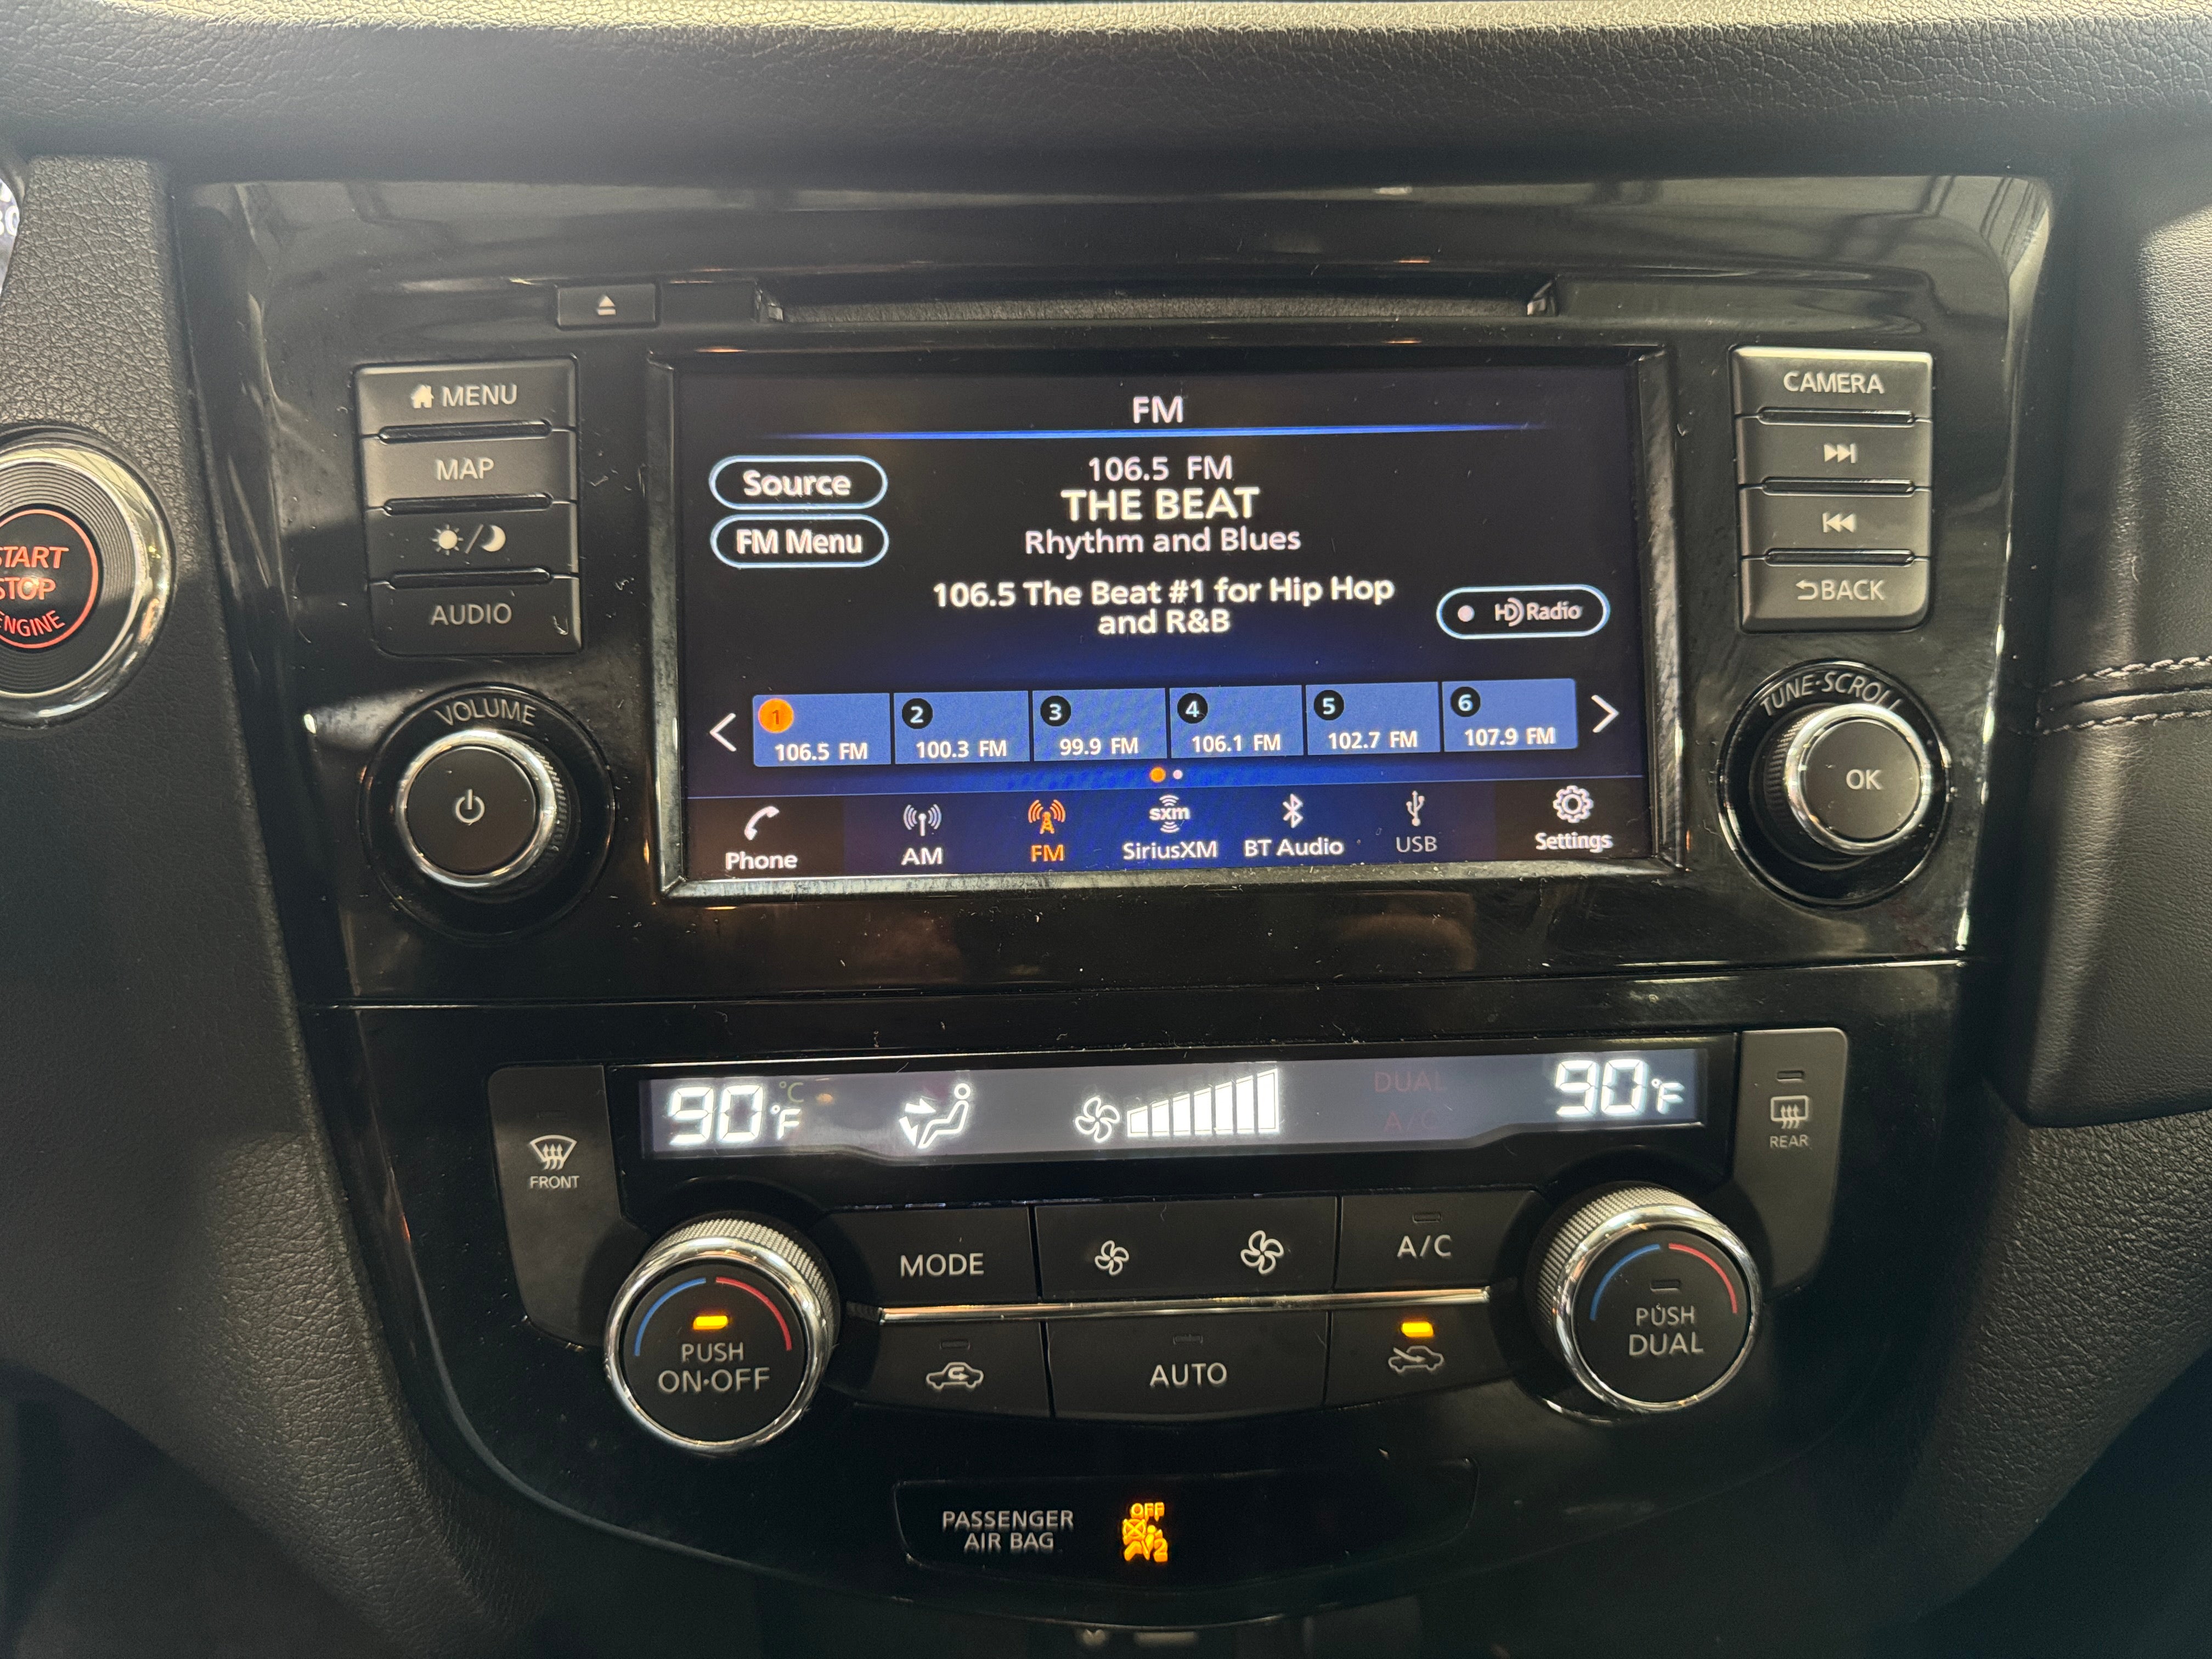 MENU
MAP
AUDIO
VOLUME
START
STOP
ENGINE
FM
Source
FM Menu
106.5 FM
THE BEAT
Rhythm and Blues
106.5 The Beat #1 for Hip Hop
and R&B
HD Radio
1
106.5 FM
2
100.3 FM
3
99.9 FM
4
106.1 FM
5
102.7 FM
6
107.9 FM
Phone
AM
FM
sxm
SiriusXM
BT Audio
USB
Settings
CAMERA
BACK
TUNE·SCROLL
OK
90 °C
°F
DUAL
A/C
90 °F
FRONT
REAR
MODE
A/C
PUSH
ON·OFF
AUTO
PUSH
DUAL
PASSENGER
AIR BAG
OFF
2